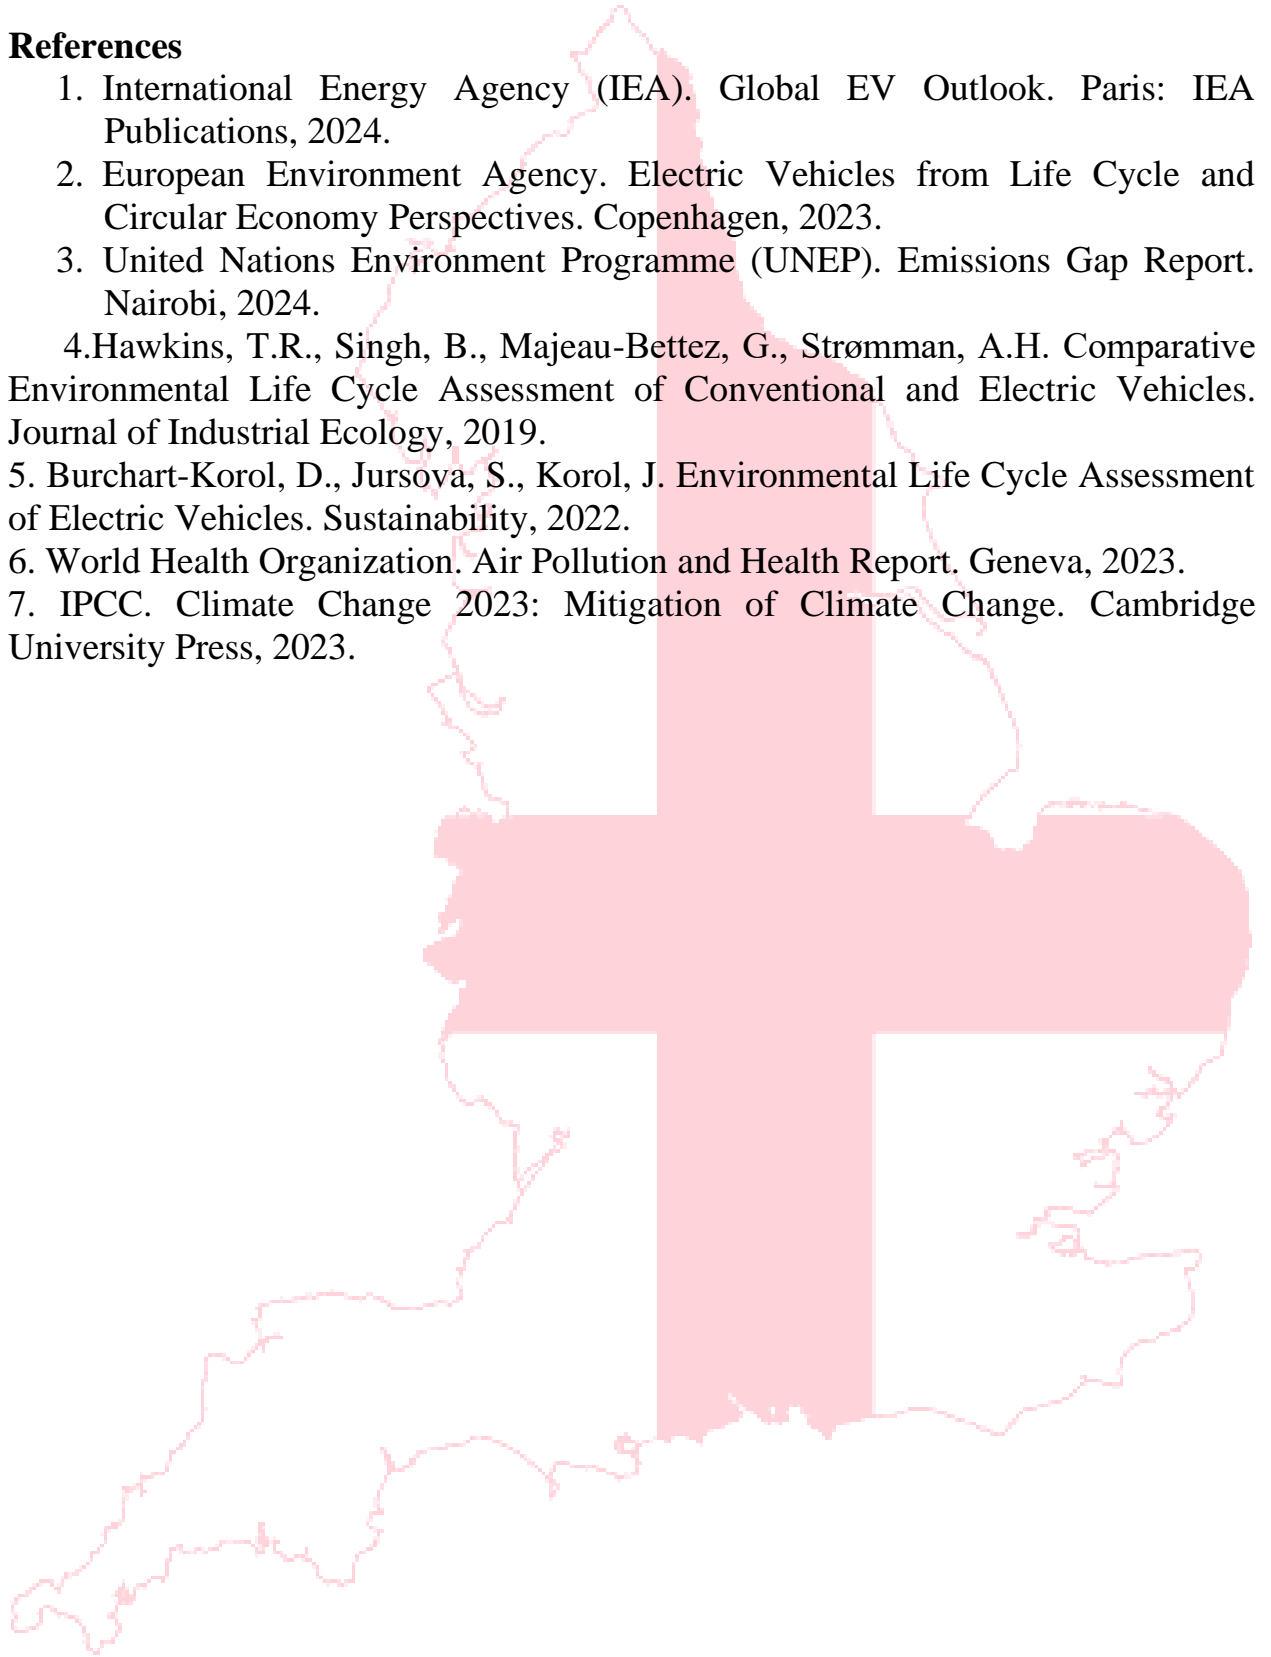 References
1. International Energy Agency (IEA). Global EV Outlook. Paris: IEA
Publications, 2024.
2. European Environment Agency. Electric Vehicles from Life Cycle and
Circular Economy Perspectives. Copenhagen, 2023.
3. United Nations Environment Programme (UNEP). Emissions Gap Report.
Nairobi, 2024.
4.Hawkins, T.R., Singh, B., Majeau-Bettez, G., Strømman, A.H. Comparative
Environmental Life Cycle Assessment of Conventional and Electric Vehicles.
Journal of Industrial Ecology, 2019.
5. Burchart-Korol, D., Jursova, S., Korol, J. Environmental Life Cycle Assessment
of Electric Vehicles. Sustainability, 2022.
6. World Health Organization. Air Pollution and Health Report. Geneva, 2023.
7. IPCC. Climate Change 2023: Mitigation of Climate Change. Cambridge
University Press, 2023.